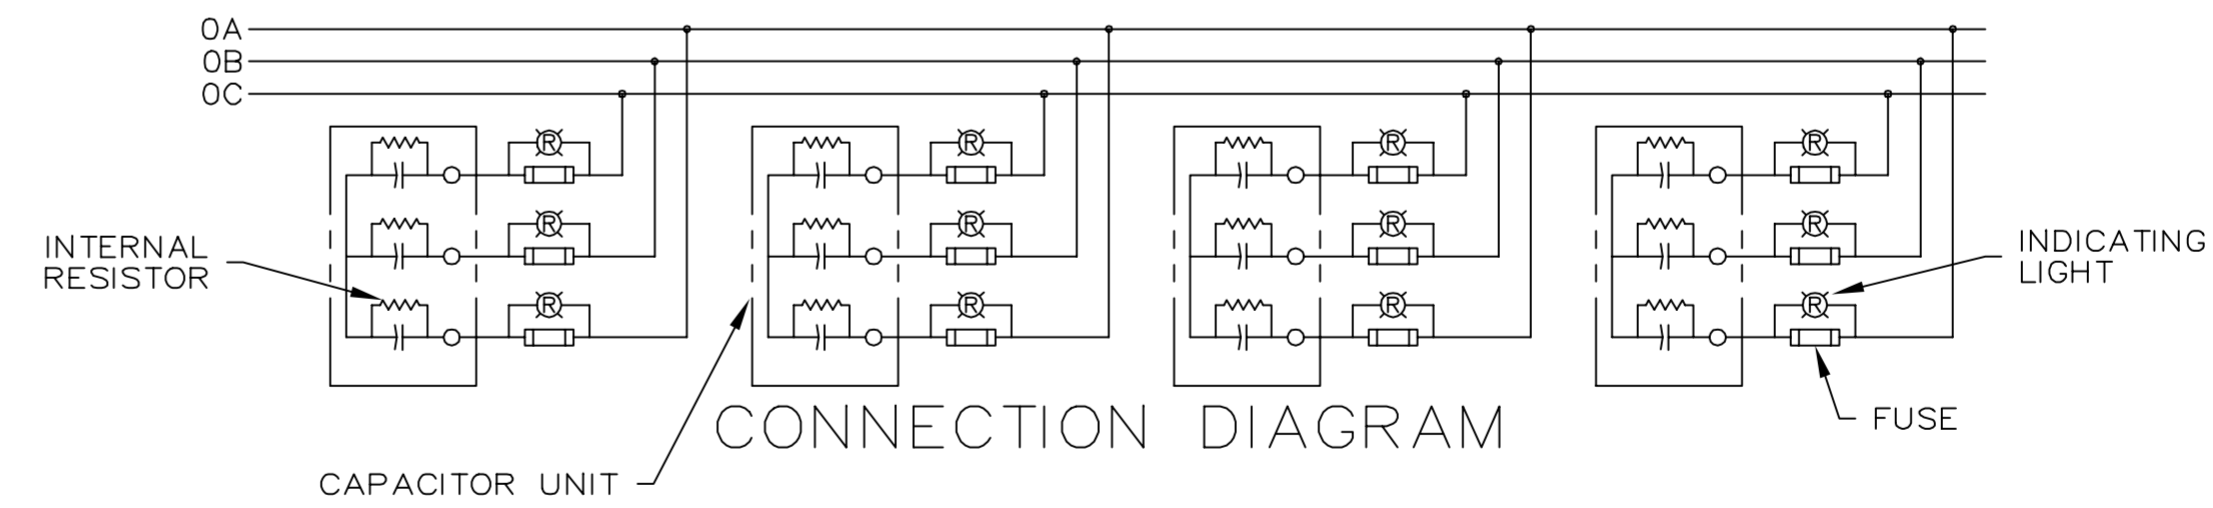 0A
0B
0C
R R R R
R R R R
INTERNAL
RESISTOR
INDICATING
LIGHT
R R R R
FUSE
CONNECTION DIAGRAM
CAPACITOR UNIT